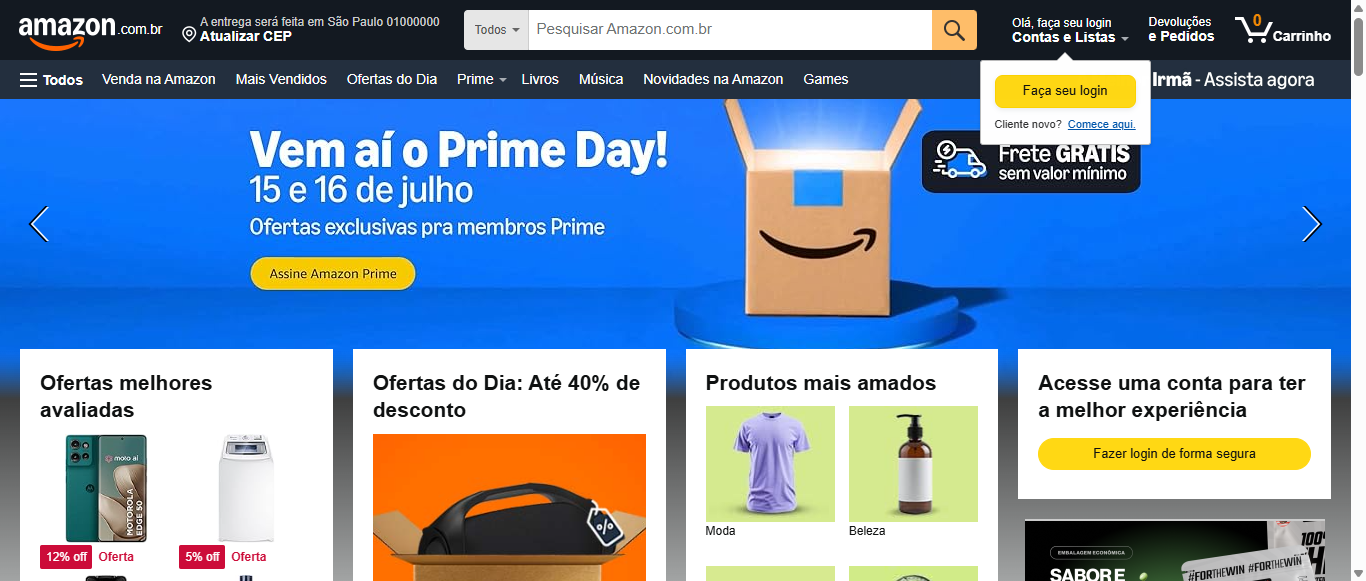 amazon.com.br
A entrega será feita em São Paulo 01000000
Atualizar CEP
Todos
Pesquisar Amazon.com.br
Olá, faça seu login
Contas e Listas
Devoluções
e Pedidos
0
Carrinho
Todos
Venda na Amazon
Mais Vendidos
Ofertas do Dia
Prime
Livros
Música
Novidades na Amazon
Games
Irmã - Assista agora
Faça seu login
Cliente novo? Comece aqui.
Vem aí o Prime Day!
15 e 16 de julho
Ofertas exclusivas pra membros Prime
Assine Amazon Prime
Frete GRÁTIS
sem valor mínimo
Ofertas melhores
avaliadas
moto ai
MOTOROLA
EDGE 50
12% off Oferta
5% off Oferta
Ofertas do Dia: Até 40% de
desconto
%
Produtos mais amados
Moda
Beleza
Acesse uma conta para ter
a melhor experiência
Fazer login de forma segura
EMBALAGEM ECONÔMICA
SABOR E
#FORTHEWIN #FORTHEWIN
100%